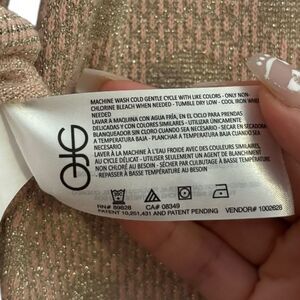 MACHINE WASH COLD GENTLE CYCLE WITH LIKE COLORS - ONLY NON-
CHLORINE BLEACH WHEN NEEDED - TUMBLE DRY LOW - COOL IRON WHEN
NEEDED
LAVAR A MAQUINA CON AGUA FRÍA, EN EL CICLO PARA PRENDAS
DELICADAS Y CON COLORES SIMILARES - UTILIZAR ÚNICAMENTE
BLANQUEADOR SIN CLORO CUANDO SEA NECESARIO - SECAR EN SECADORA
A TEMPERATURA BAJA - PLANCHAR A TEMPERATURA BAJA CUANDO SEA
NECESARIO
LAVER À LA MACHINE À L'EAU FROIDE AVEC DES COULEURS SIMILAIRES,
AU CYCLE DÉLICAT - UTILISER SEULEMENT UN AGENT DE BLANCHIMENT
NON CHLORÉ AU BESOIN - SÉCHER PAR CULBUTAGE À BASSE TEMPÉRATURE
À BASSE TEMPÉRATURE AU BESOIN
RN# 89828 CA# 08349 VENDOR# 1002628
PATENT 10,251,431 AND PATENT PENDING